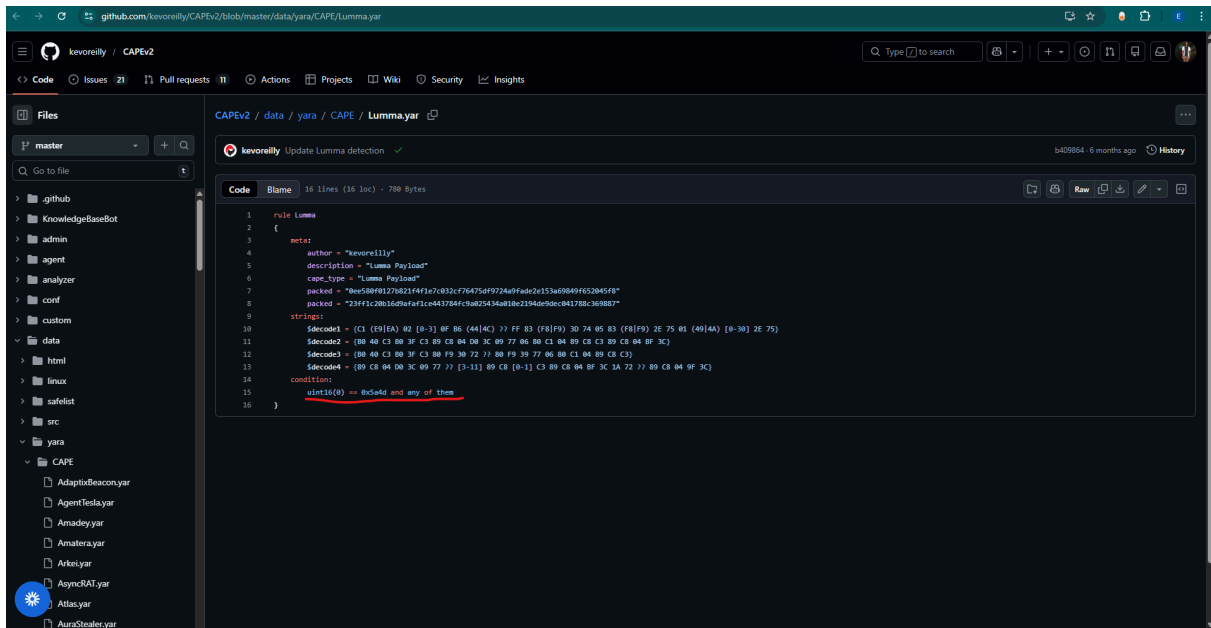 github.com/kevoreilly/CAPEv2/blob/master/data/yara/CAPE/Lumma.yar
E
kevoreilly / CAPEv2
Type / to search
Code
Issues 21
Pull requests 11
Actions
Projects
Wiki
Security
Insights
Files
master
Go to file
t
.github
KnowledgeBaseBot
admin
agent
analyzer
conf
custom
data
html
linux
safelist
src
yara
CAPE
AdaptixBeacon.yar
AgentTesla.yar
Amadey.yar
Amatera.yar
Arkei.yar
AsyncRAT.yar
Atlas.yar
AuraStealer.yar
CAPEv2 / data / yara / CAPE / Lumma.yar
kevoreilly Update Lumma detection
b409864 · 6 months ago History
Code Blame 16 lines (16 loc) · 780 Bytes
Raw
1 rule Lumma
2 {
3 meta:
4 author = "kevoreilly"
5 description = "Lumma Payload"
6 cape_type = "Lumma Payload"
7 packed = "0ee580f0127b821f4f1e7c032cf76475df9724a9fade2e153a69849f652045f8"
8 packed = "23ff1c20b16d9afaf1ce443784fc9a025434a010e2194de9dec041788c369887"
9 strings:
10 $decode1 = {C1 (E9|EA) 02 [0-3] 0F B6 (44|4C) ?? FF 83 (F8|F9) 3D 74 05 83 (F8|F9) 2E 75 01 (49|4A) [0-30] 2E 75}
11 $decode2 = {B0 40 C3 B0 3F C3 89 C8 04 D0 3C 09 77 06 80 C1 04 89 C8 C3 89 C8 04 BF 3C}
12 $decode3 = {B0 40 C3 B0 3F C3 80 F9 30 72 ?? 80 F9 39 77 06 80 C1 04 89 C8 C3}
13 $decode4 = {89 C8 04 D0 3C 09 77 ?? [3-11] 89 C8 [0-1] C3 89 C8 04 BF 3C 1A 72 ?? 89 C8 04 9F 3C}
14 condition:
15 uint16(0) == 0x5a4d and any of them
16 }